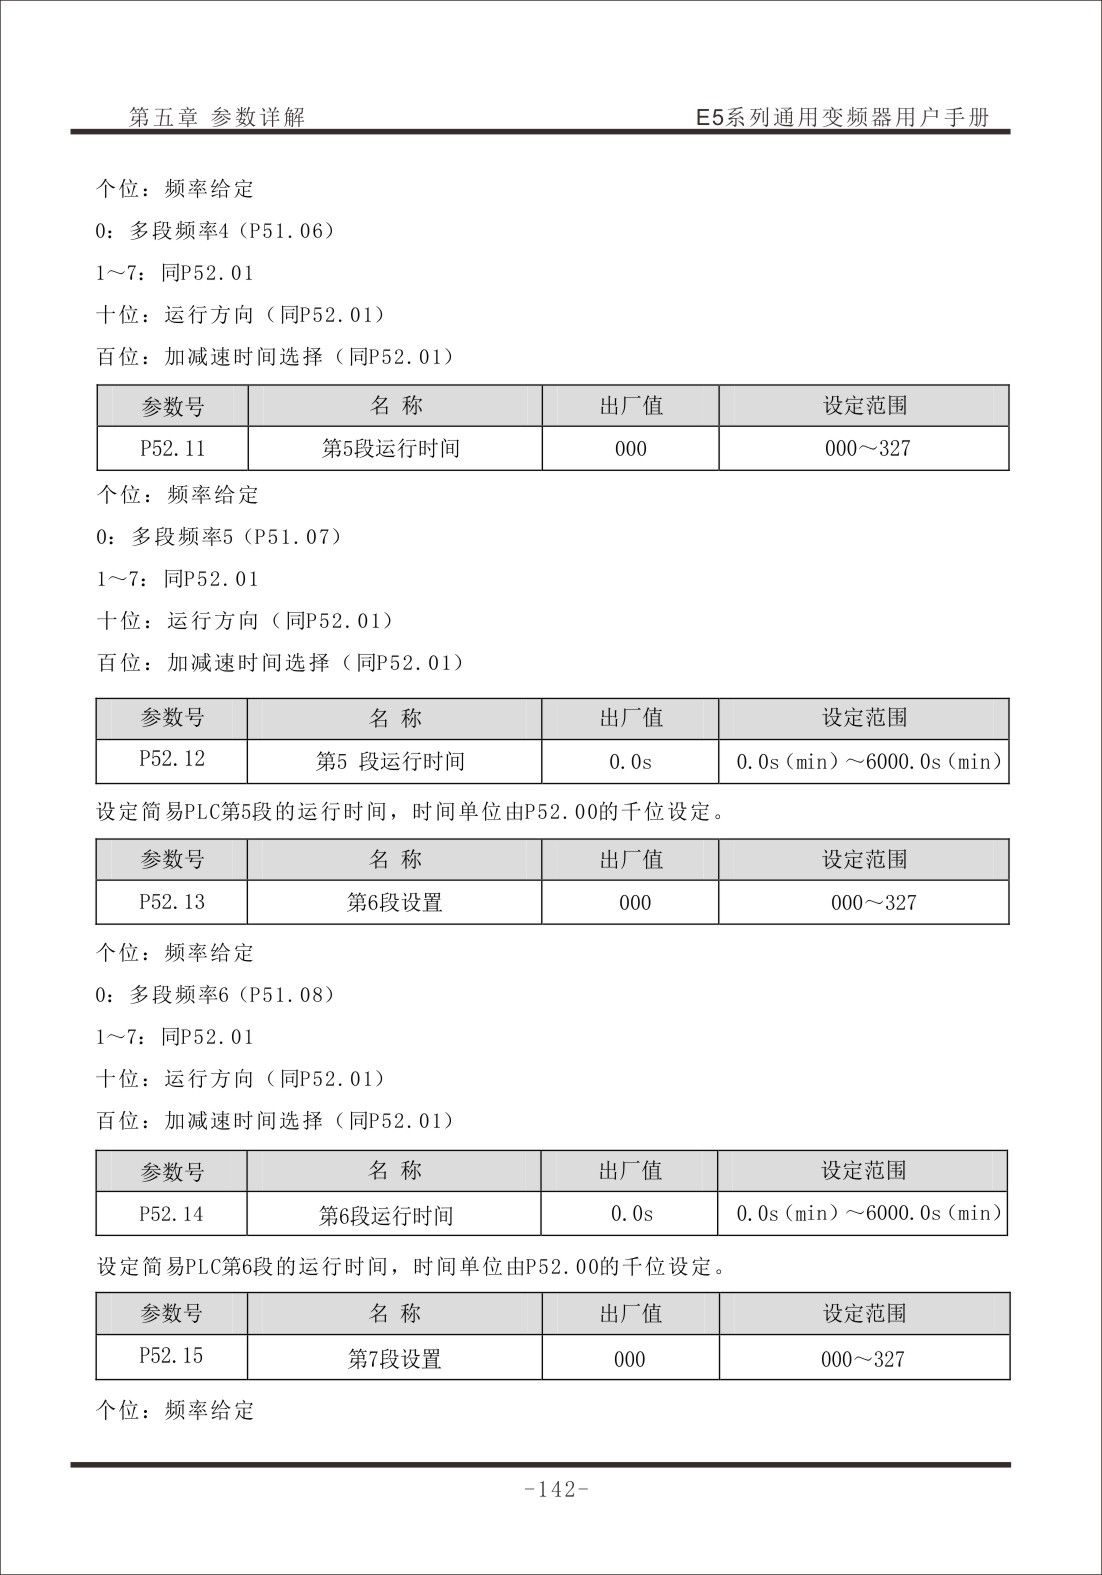 第五章 参数详解 E5系列通用变频器用户手册
个位：频率给定
0：多段频率4（P51.06）
1～7：同P52.01
十位：运行方向（同P52.01）
百位：加减速时间选择（同P52.01）
参数号 名 称 出厂值 设定范围
P52.11 第5段运行时间 000 000～327
个位：频率给定
0：多段频率5（P51.07）
1～7：同P52.01
十位：运行方向（同P52.01）
百位：加减速时间选择（同P52.01）
参数号 名 称 出厂值 设定范围
P52.12 第5 段运行时间 0.0s 0.0s（min）～6000.0s（min）
设定简易PLC第5段的运行时间，时间单位由P52.00的千位设定。
参数号 名 称 出厂值 设定范围
P52.13 第6段设置 000 000～327
个位：频率给定
0：多段频率6（P51.08）
1～7：同P52.01
十位：运行方向（同P52.01）
百位：加减速时间选择（同P52.01）
参数号 名 称 出厂值 设定范围
P52.14 第6段运行时间 0.0s 0.0s（min）～6000.0s（min）
设定简易PLC第6段的运行时间，时间单位由P52.00的千位设定。
参数号 名 称 出厂值 设定范围
P52.15 第7段设置 000 000～327
个位：频率给定
-142-